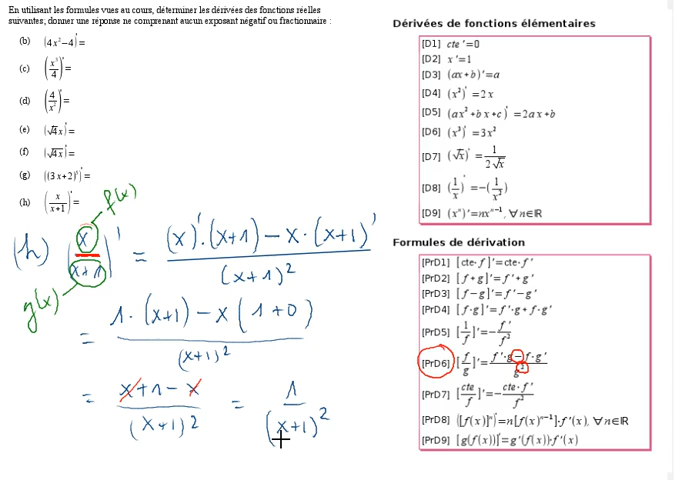 En utilisant les formules vues au cours, déterminer les dérivées des fonctions réelles
suivantes; donner une réponse ne comprenant aucun exposant négatif ou fractionnaire :
(b) (4x²−4)'=
(c) (x³/4)'=
(d) (4/x³)'=
(e) (√4x)'=
(f) (√4x)'=
(g) ((3x+2)³)'=
(h) (x/(x+1))'=
f(x)
g(x)
(h) (x/(x+1))' = ((x)'.(x+1) − x.(x+1)')/(x+1)²
= (1.(x+1) − x(1+0))/(x+1)²
= (x+1−x)/(x+1)² = 1/(x+1)²
Dérivées de fonctions élémentaires
[D1] cte'=0
[D2] x'=1
[D3] (ax+b)'=a
[D4] (x²)'=2x
[D5] (ax²+bx+c)'=2ax+b
[D6] (x³)'=3x²
[D7] (√x)'=1/(2√x)
[D8] (1/x)'=−(1/x²)
[D9] (xⁿ)'=nxⁿ⁻¹, ∀n∈ℝ
Formules de dérivation
[PrD1] [cte·f]'=cte·f'
[PrD2] [f+g]'=f'+g'
[PrD3] [f−g]'=f'−g'
[PrD4] [f·g]'=f'·g+f·g'
[PrD5] [1/f]'=−f'/f²
[PrD6] [f/g]'=(f'·g−f·g')/g²
[PrD7] [cte/f]'=−(cte·f')/f²
[PrD8] ([f(x)]ⁿ)'=n[f(x)ⁿ⁻¹]·f'(x), ∀n∈ℝ
[PrD9] [g(f(x))]'=g'(f(x))·f'(x)